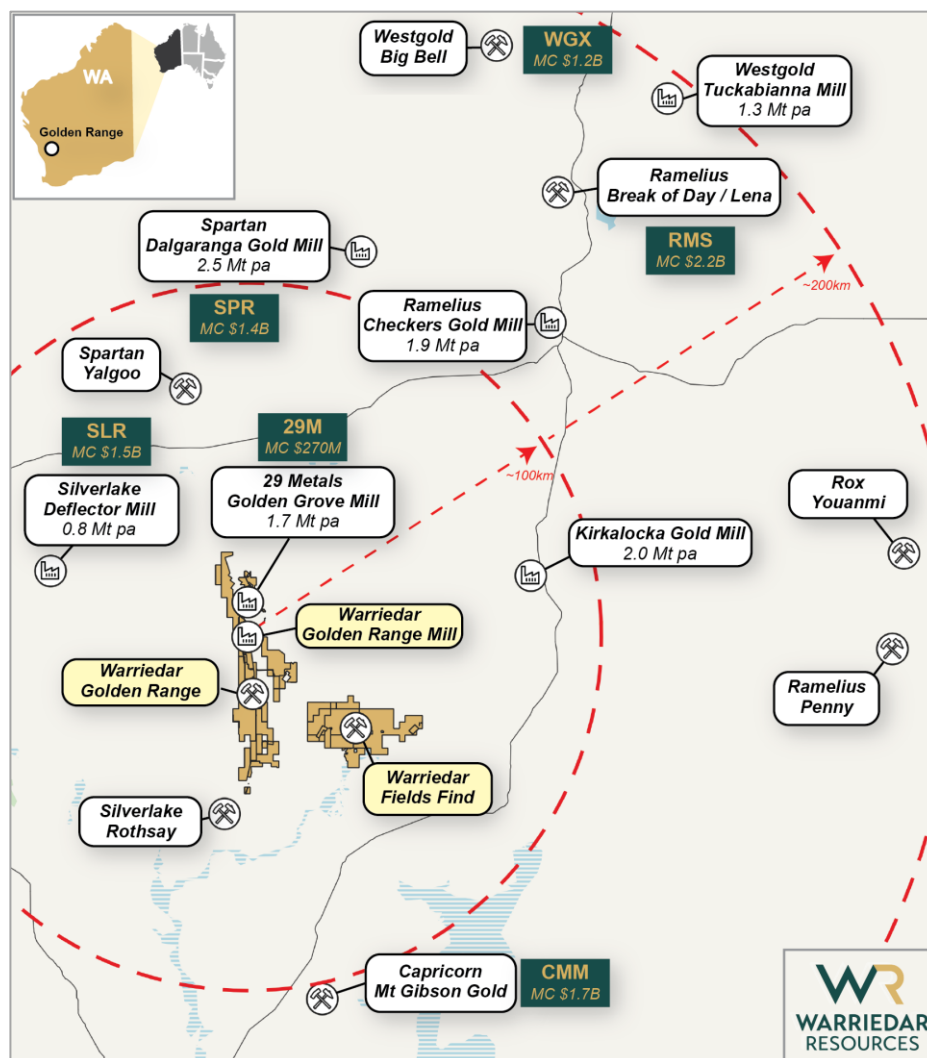 WA
Golden Range
Westgold
Big Bell
WGX
MC $1.2B
Westgold
Tuckabianna Mill
1.3 Mt pa
Ramelius
Break of Day / Lena
RMS
MC $2.2B
~200km
Spartan
Dalgaranga Gold Mill
2.5 Mt pa
SPR
MC $1.4B
Ramelius
Checkers Gold Mill
1.9 Mt pa
Spartan
Yalgoo
SLR
MC $1.5B
29M
MC $270M
Silverlake
Deflector Mill
0.8 Mt pa
29 Metals
Golden Grove Mill
1.7 Mt pa
~100km
Rox
Youanmi
Kirkalocka Gold Mill
2.0 Mt pa
Warriedar
Golden Range Mill
Warriedar
Golden Range
Ramelius
Penny
Warriedar
Fields Find
Silverlake
Rothsay
Capricorn
Mt Gibson Gold
CMM
MC $1.7B
WR
WARRIEDAR
RESOURCES